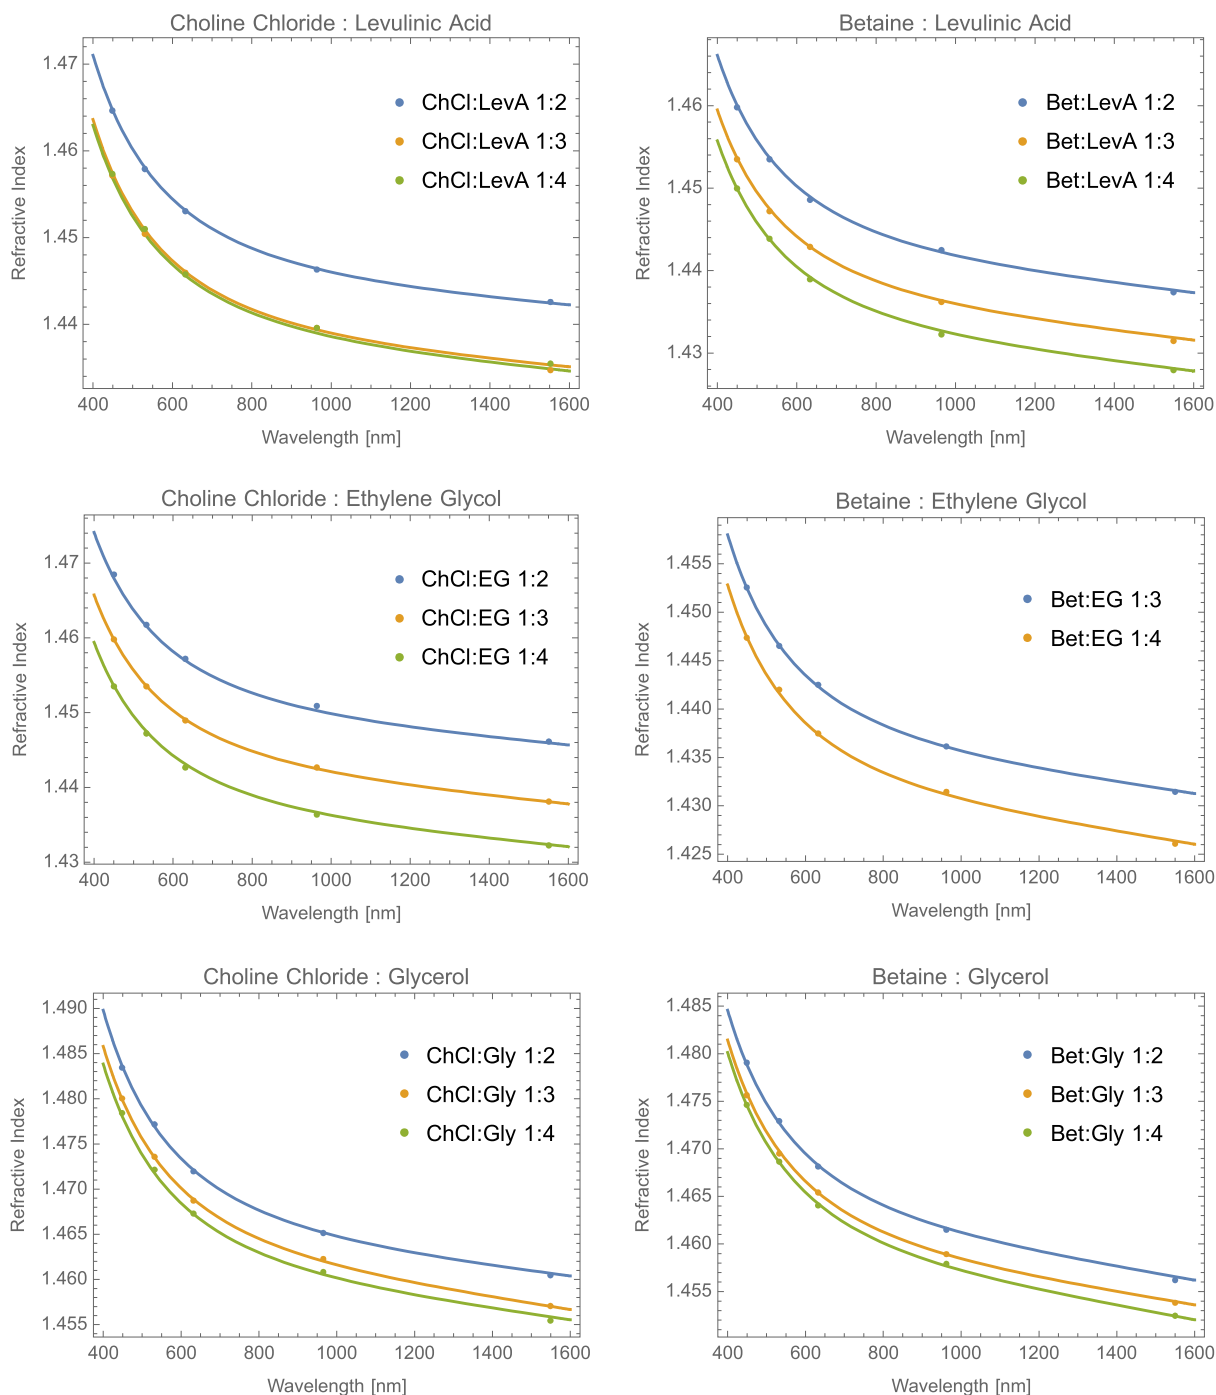 Choline Chloride : Levulinic Acid
1.47
1.46
1.45
1.44
Refractive Index
ChCl:LevA 1:2
ChCl:LevA 1:3
ChCl:LevA 1:4
400 600 800 1000 1200 1400 1600
Wavelength [nm]
Betaine : Levulinic Acid
1.46
1.45
1.44
1.43
Refractive Index
Bet:LevA 1:2
Bet:LevA 1:3
Bet:LevA 1:4
400 600 800 1000 1200 1400 1600
Wavelength [nm]
Choline Chloride : Ethylene Glycol
1.47
1.46
1.45
1.44
1.43
Refractive Index
ChCl:EG 1:2
ChCl:EG 1:3
ChCl:EG 1:4
400 600 800 1000 1200 1400 1600
Wavelength [nm]
Betaine : Ethylene Glycol
1.455
1.450
1.445
1.440
1.435
1.430
1.425
Refractive Index
Bet:EG 1:3
Bet:EG 1:4
400 600 800 1000 1200 1400 1600
Wavelength [nm]
Choline Chloride : Glycerol
1.490
1.485
1.480
1.475
1.470
1.465
1.460
1.455
Refractive Index
ChCl:Gly 1:2
ChCl:Gly 1:3
ChCl:Gly 1:4
400 600 800 1000 1200 1400 1600
Wavelength [nm]
Betaine : Glycerol
1.485
1.480
1.475
1.470
1.465
1.460
1.455
Refractive Index
Bet:Gly 1:2
Bet:Gly 1:3
Bet:Gly 1:4
400 600 800 1000 1200 1400 1600
Wavelength [nm]